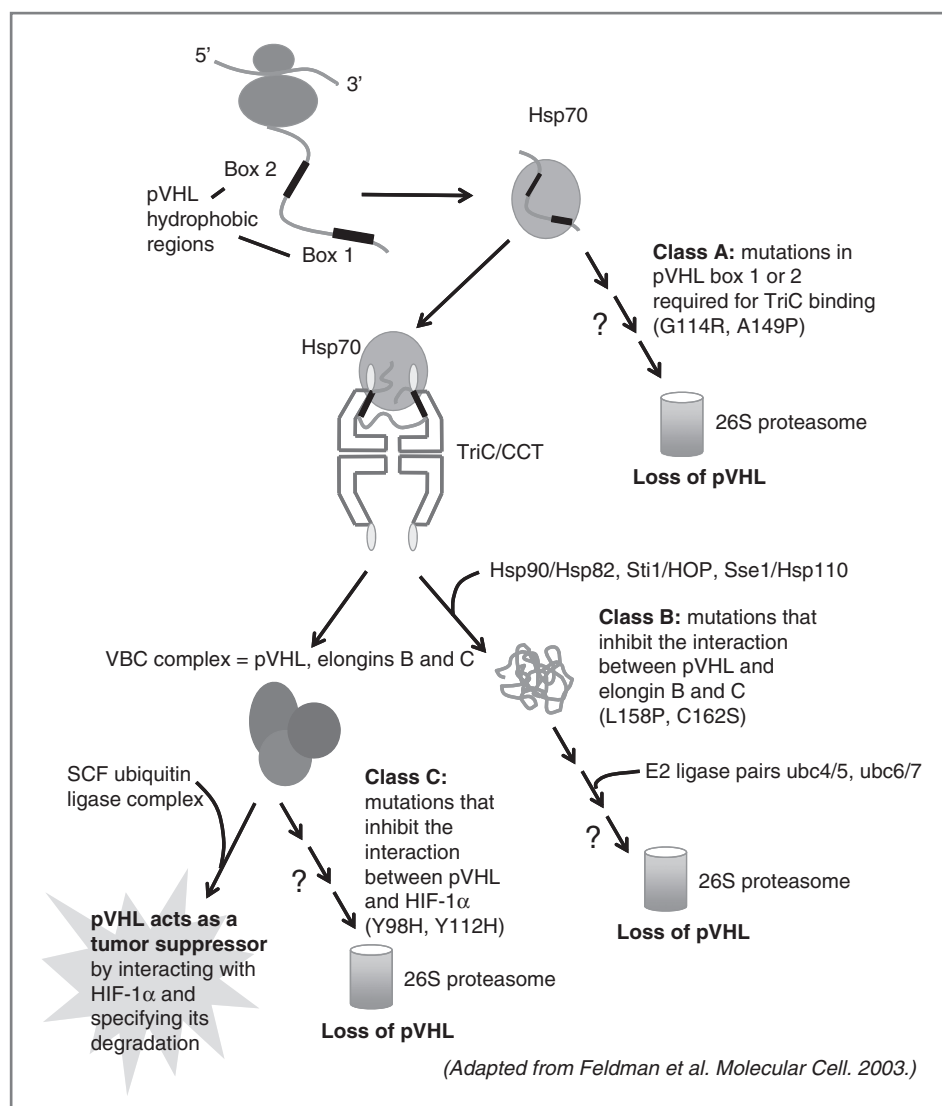 5’
3’
Hsp70
Box 2
pVHL
hydrophobic
regions
Box 1
Class A: mutations in
pVHL box 1 or 2
required for TriC binding
(G114R, A149P)
?
Hsp70
26S proteasome
TriC/CCT
Loss of pVHL
Hsp90/Hsp82, Sti1/HOP, Sse1/Hsp110
Class B: mutations that
inhibit the interaction
between pVHL and
elongin B and C
(L158P, C162S)
VBC complex = pVHL, elongins B and C
SCF ubiquitin
ligase complex
Class C:
mutations that
inhibit the
interaction
between pVHL
and HIF-1α
(Y98H, Y112H)
?
E2 ligase pairs ubc4/5, ubc6/7
?
26S proteasome
Loss of pVHL
pVHL acts as a
tumor suppressor
by interacting with
HIF-1α and
specifying its
degradation
26S proteasome
Loss of pVHL
(Adapted from Feldman et al. Molecular Cell. 2003.)